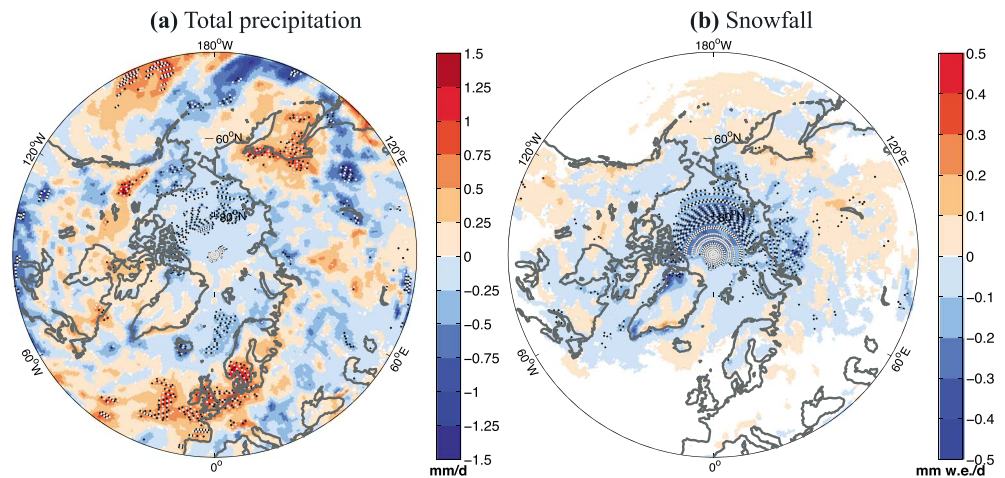 (a) Total precipitation
180°W
120°W
60°N
120°E
80°N
60°W
60°E
0°
1.5
1.25
1
0.75
0.5
0.25
0
−0.25
−0.5
−0.75
−1
−1.25
−1.5
mm/d
(b) Snowfall
180°W
120°W
60°N
120°E
80°N
60°W
60°E
0°
0.5
0.4
0.3
0.2
0.1
0
−0.1
−0.2
−0.3
−0.4
−0.5
mm w.e./d